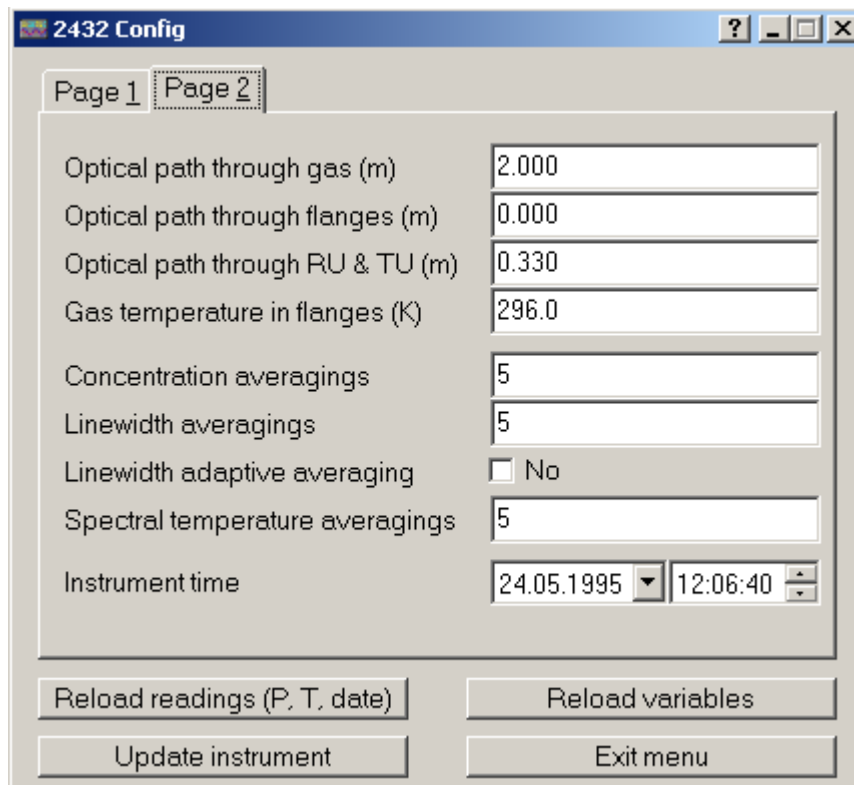 2432 Config
Page 1 Page 2
Optical path through gas (m) 2.000
Optical path through flanges (m) 0.000
Optical path through RU & TU (m) 0.330
Gas temperature in flanges (K) 296.0
Concentration averagings 5
Linewidth averagings 5
Linewidth adaptive averaging No
Spectral temperature averagings 5
Instrument time 24.05.1995 12:06:40
Reload readings (P, T, date) Reload variables
Update instrument Exit menu